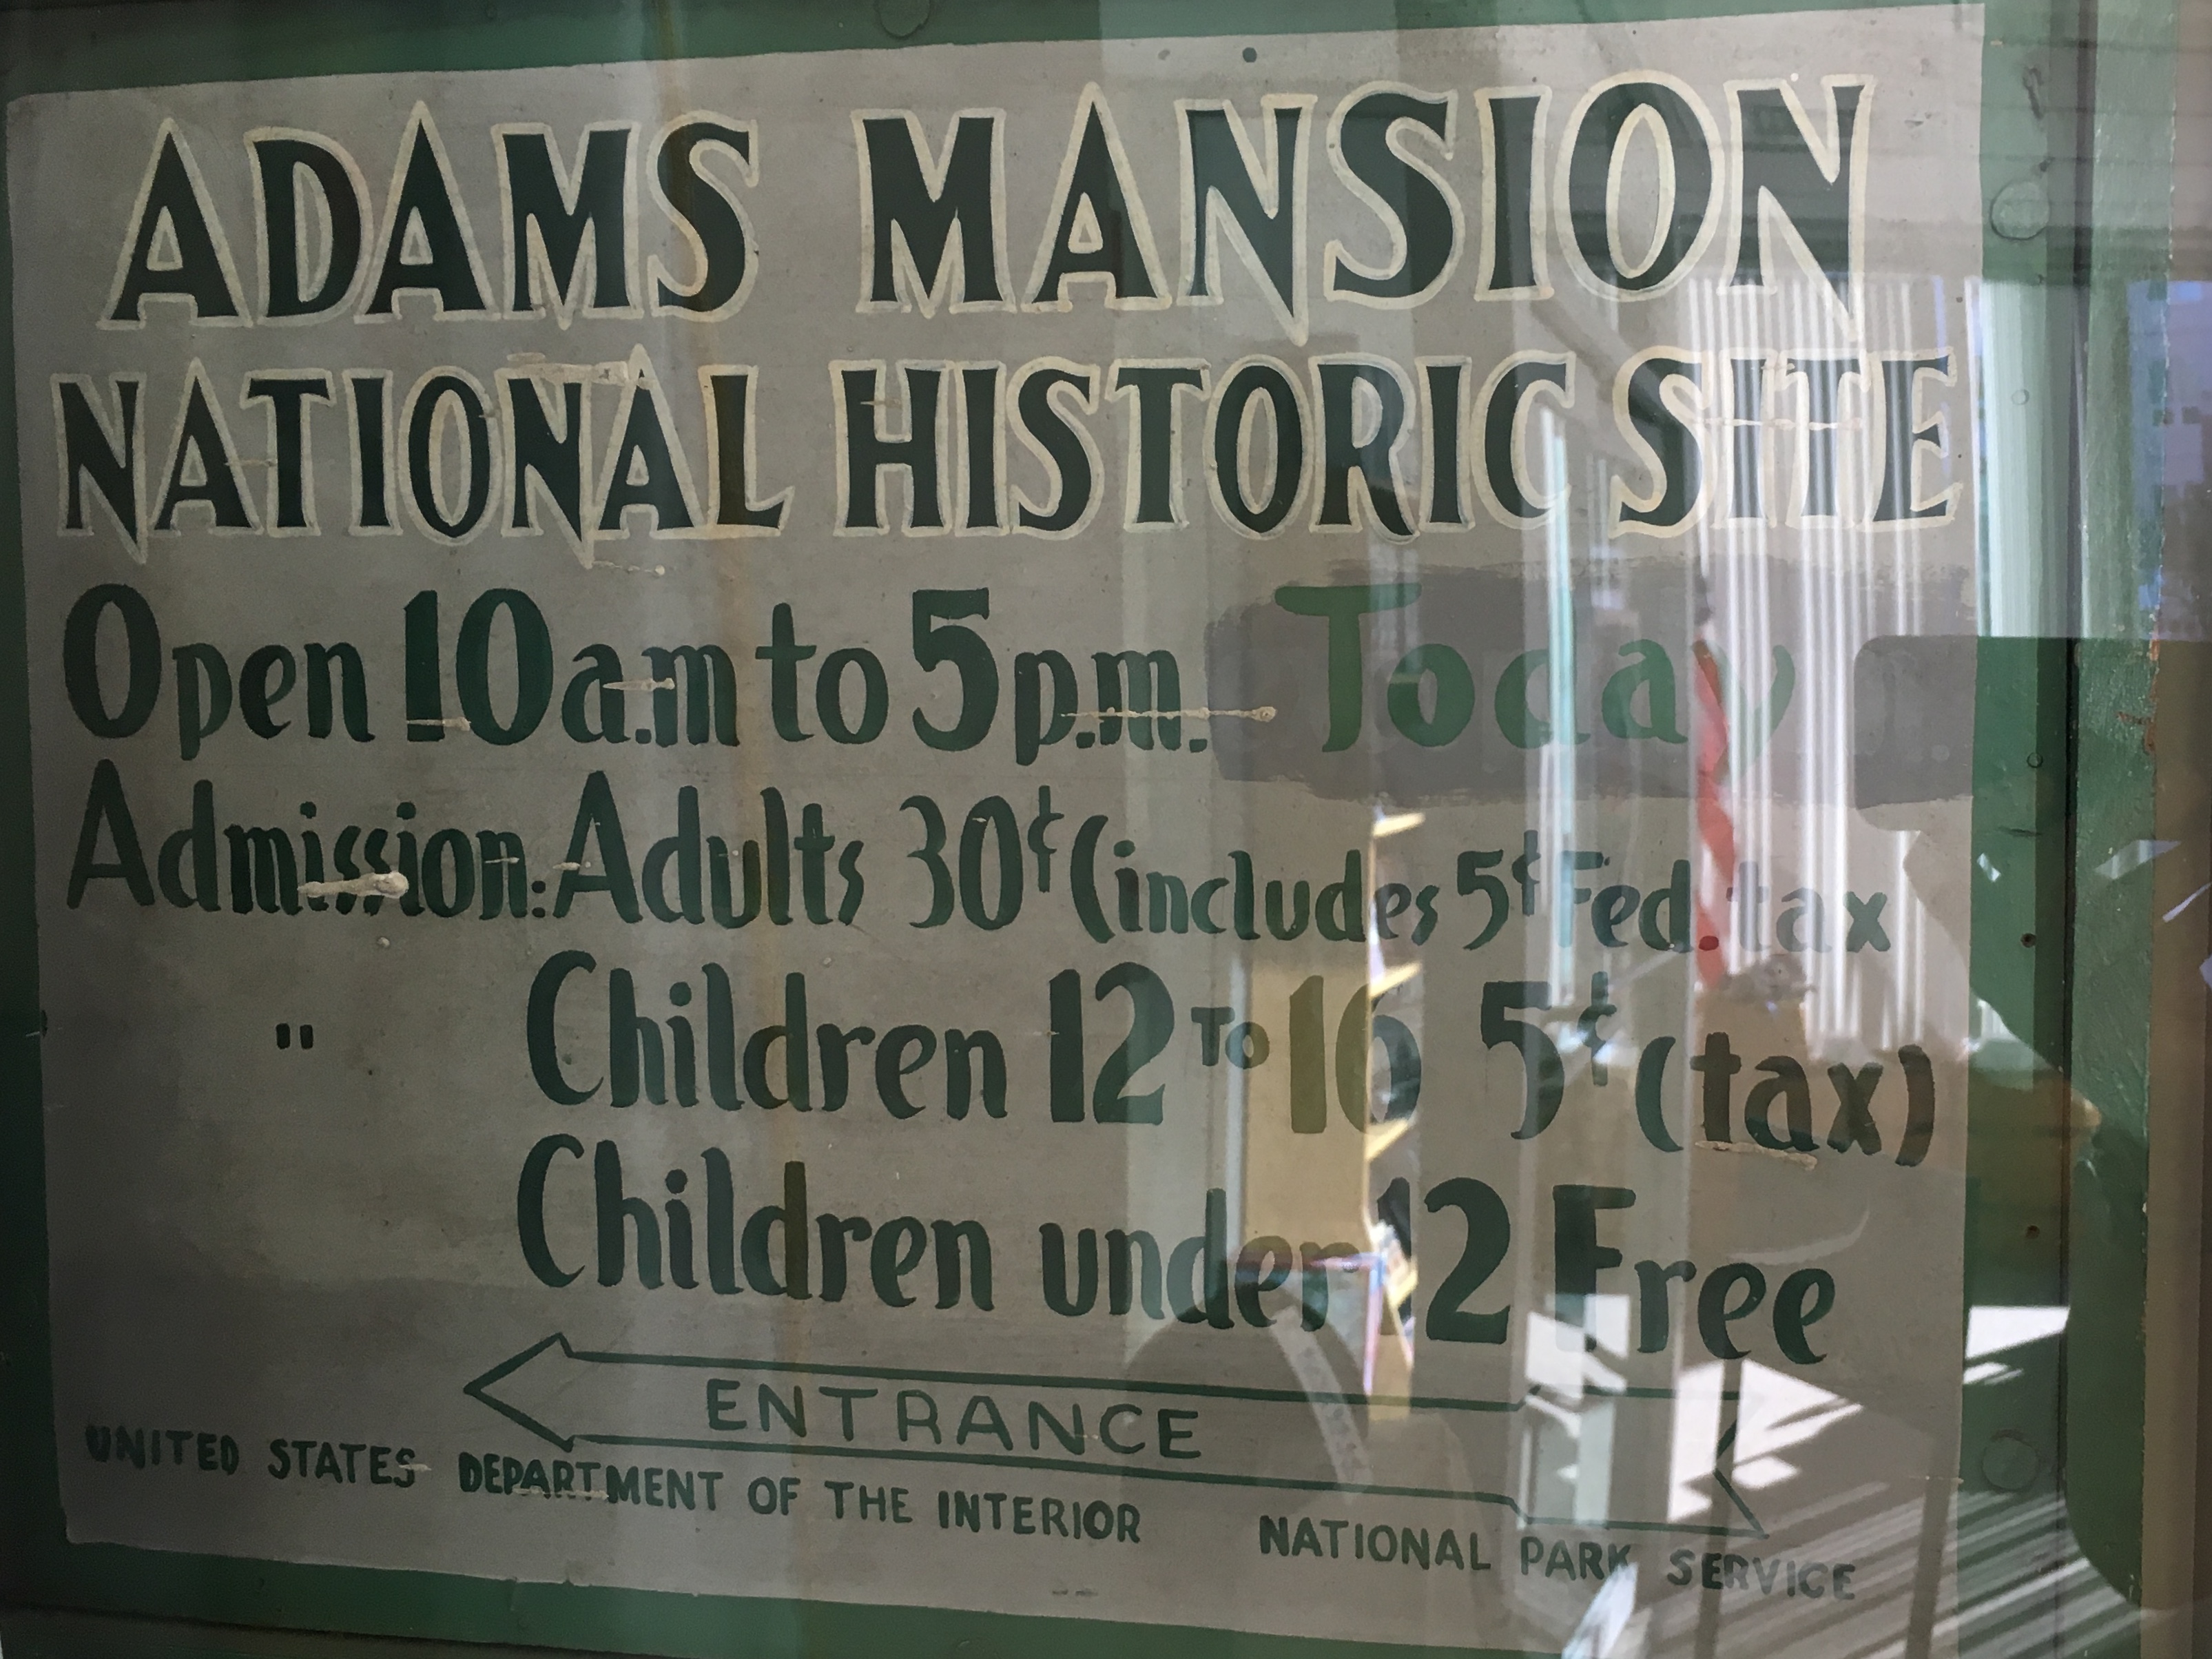 ADAMS MANSION
NATIONAL HISTORIC SITE
Open 10 a.m to 5 p.m. Today
Admission: Adults 30¢ (includes 5¢ Fed. tax
" Children 12 To 16 5¢ (tax)
Children under 12 Free
ENTRANCE
UNITED STATES DEPARTMENT OF THE INTERIOR NATIONAL PARK SERVICE